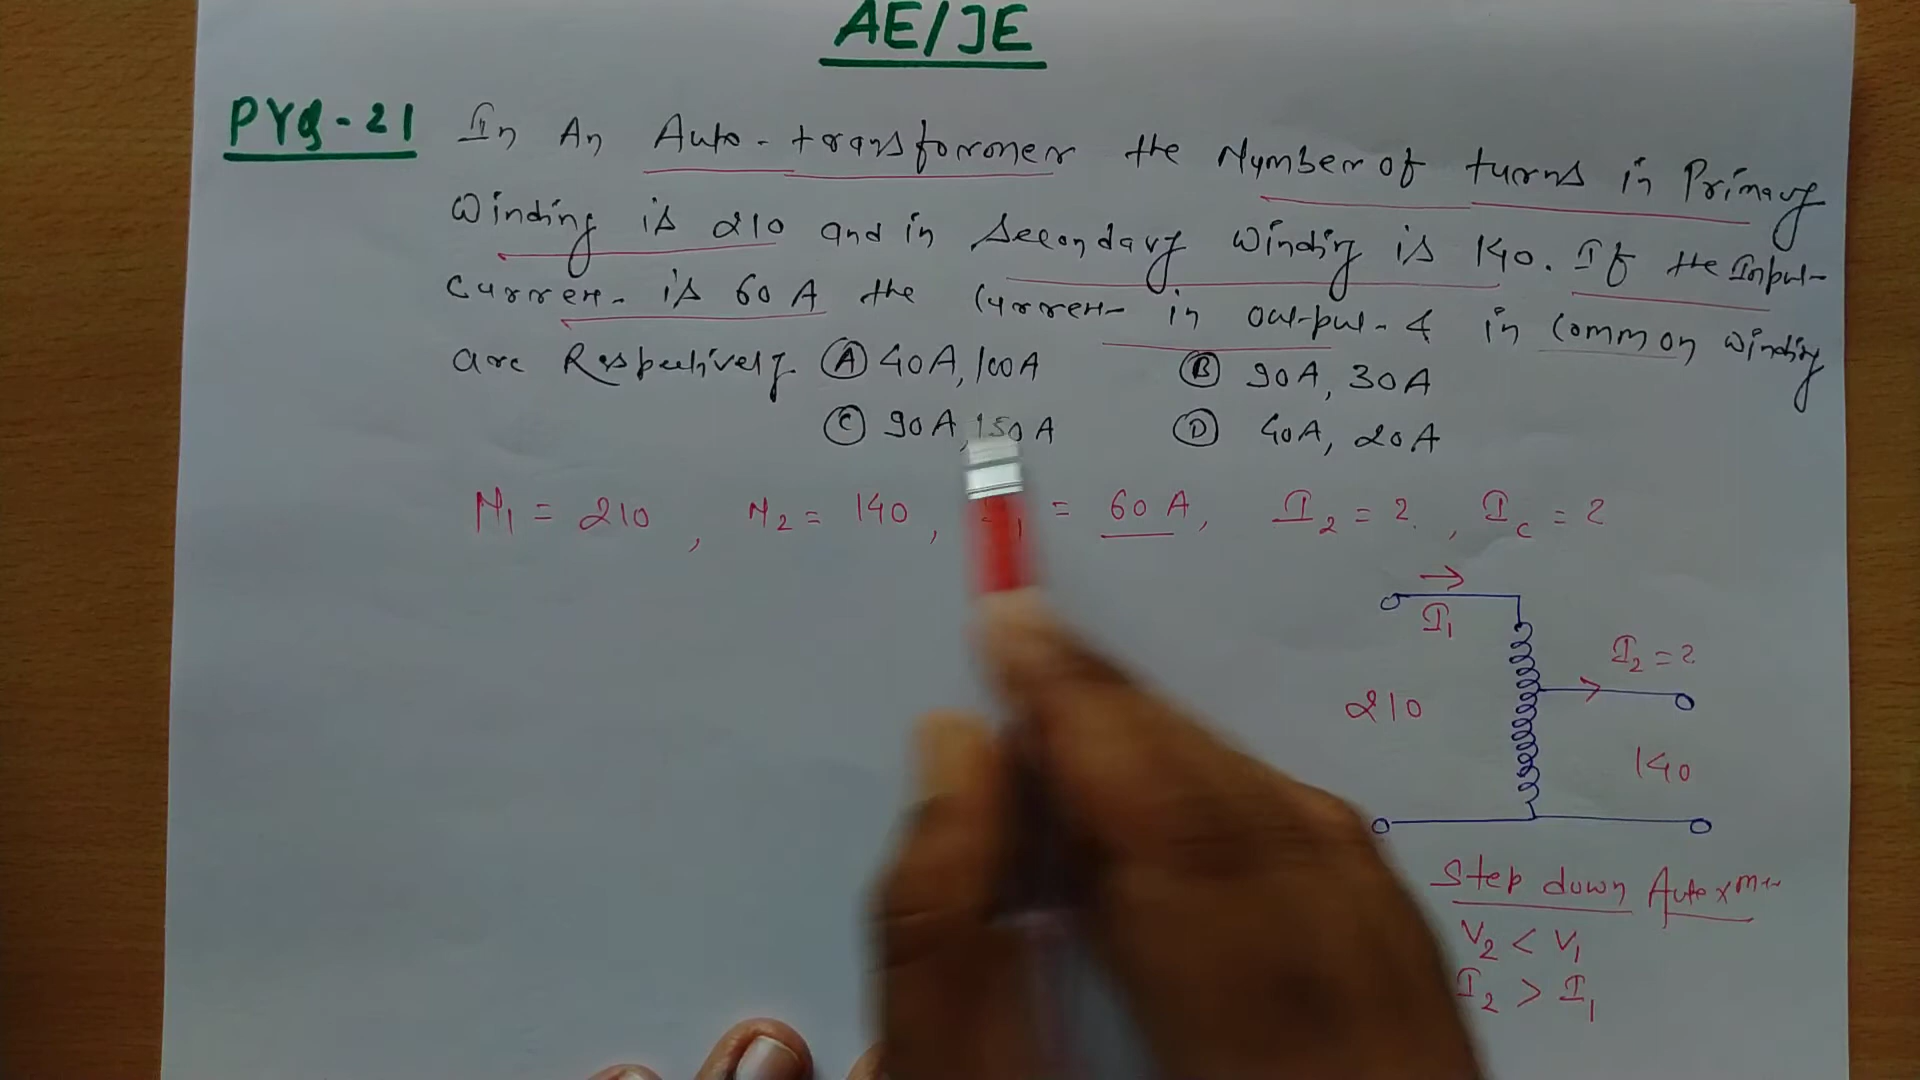 AE/JE
PYQ-21 In An Auto-transformer the Number of turns in Primary
Winding is 210 and in Secondary Winding is 140. If the Input
Current is 60 A the Current in output & in Common Winding
are Respectively. (A) 40A, 100A (B) 90A, 30A
(C) 90A, 150A (D) 40A, 20A
N1 = 210, N2 = 140, = 60 A, I2 = ?, Ic = ?
I1
I2 = ?
210
140
Step down Autoxmer
V2 < V1
I2 > I1